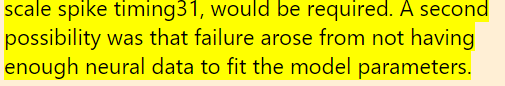 scale spike timing31, would be required. A second
possibility was that failure arose from not having
enough neural data to fit the model parameters.